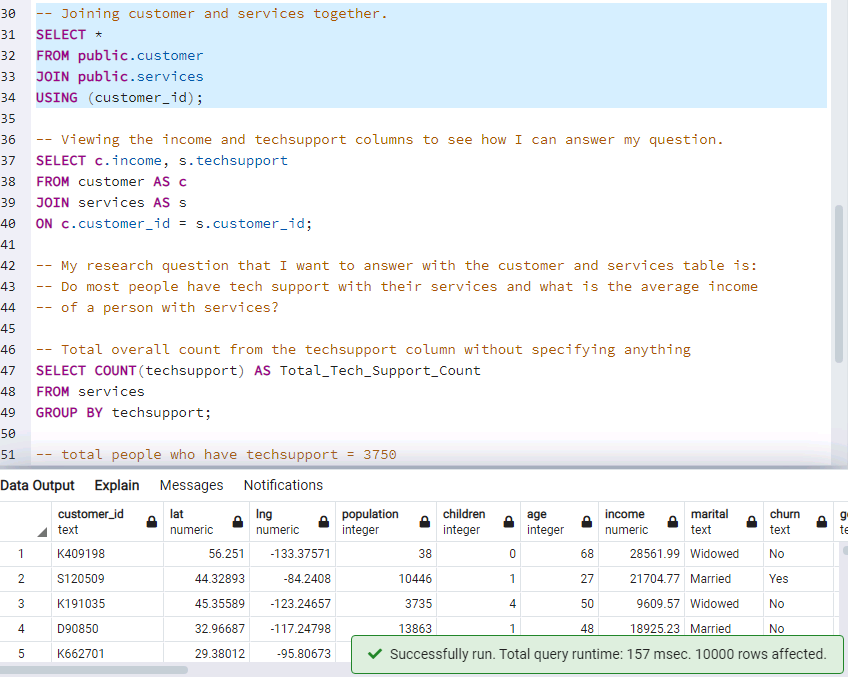 30 -- Joining customer and services together.
31 SELECT *
32 FROM public.customer
33 JOIN public.services
34 USING (customer_id);
35
36 -- Viewing the income and techsupport columns to see how I can answer my question.
37 SELECT c.income, s.techsupport
38 FROM customer AS c
39 JOIN services AS s
40 ON c.customer_id = s.customer_id;
41
42 -- My research question that I want to answer with the customer and services table is:
43 -- Do most people have tech support with their services and what is the average income
44 -- of a person with services?
45
46 -- Total overall count from the techsupport column without specifying anything
47 SELECT COUNT(techsupport) AS Total_Tech_Support_Count
48 FROM services
49 GROUP BY techsupport;
50
51 -- total people who have techsupport = 3750
Data Output Explain Messages Notifications
customer_id lat lng population children age income marital churn
text numeric numeric integer integer integer numeric text text
1 K409198 56.251 -133.37571 38 0 68 28561.99 Widowed No
2 S120509 44.32893 -84.2408 10446 1 27 21704.77 Married Yes
3 K191035 45.35589 -123.24657 3735 4 50 9609.57 Widowed No
4 D90850 32.96687 -117.24798 13863 1 48 18925.23 Married No
5 K662701 29.38012 -95.80673
Successfully run. Total query runtime: 157 msec. 10000 rows affected.